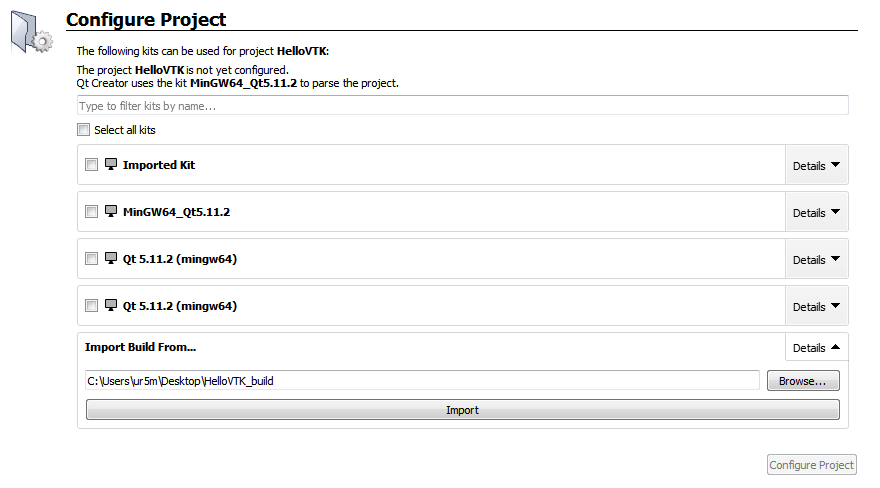 Configure Project
The following kits can be used for project HelloVTK:
The project HelloVTK is not yet configured.
Qt Creator uses the kit MinGW64_Qt5.11.2 to parse the project.
Type to filter kits by name...
Select all kits
Imported Kit Details
MinGW64_Qt5.11.2 Details
Qt 5.11.2 (mingw64) Details
Qt 5.11.2 (mingw64) Details
Import Build From... Details
C:\Users\ur5m\Desktop\HelloVTK_build Browse...
Import
Configure Project